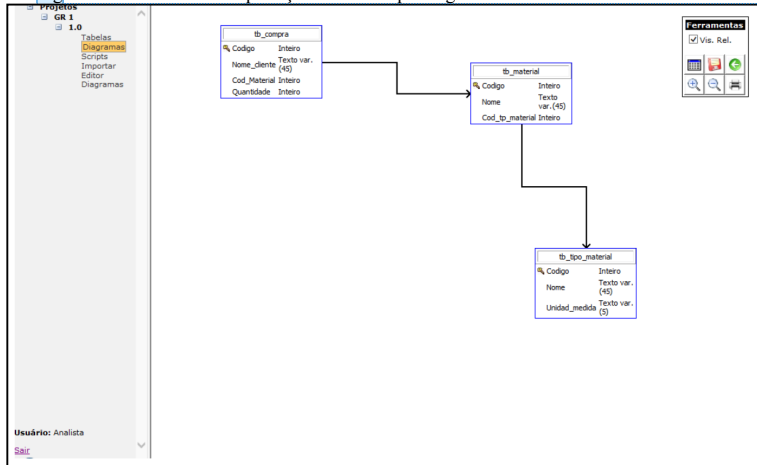 Projetos
GR 1
1.0
Tabelas
Diagramas
Scripts
Importar
Editor
Diagramas
Usuário: Analista
Sair
tb_compra
Codigo Inteiro
Nome_cliente Texto var.
(45)
Cod_Material Inteiro
Quantidade Inteiro
tb_material
Codigo Inteiro
Nome Texto
var.(45)
Cod_tp_material Inteiro
tb_tipo_material
Codigo Inteiro
Nome Texto var.
(45)
Unidad_medida Texto var.
(5)
Ferramentas
Vis. Rel.